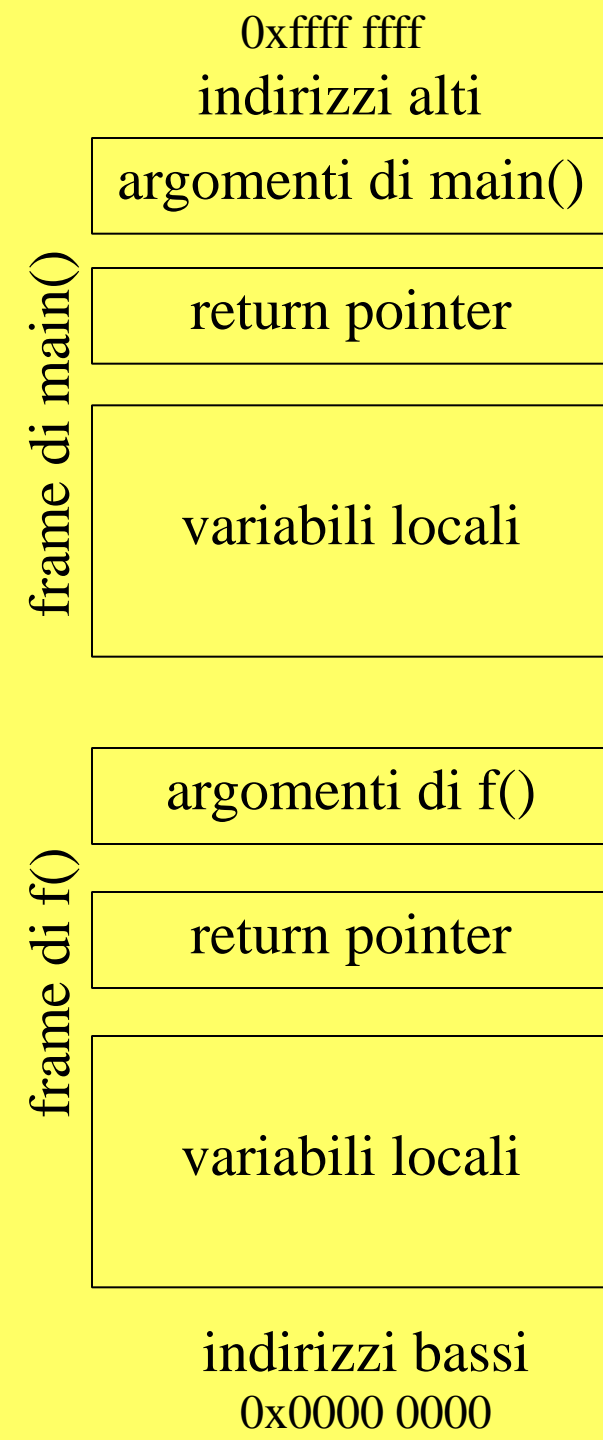 0xffff ffff
indirizzi alti
argomenti di main()
frame di main()
return pointer
variabili locali
argomenti di f()
frame di f()
return pointer
variabili locali
indirizzi bassi
0x0000 0000